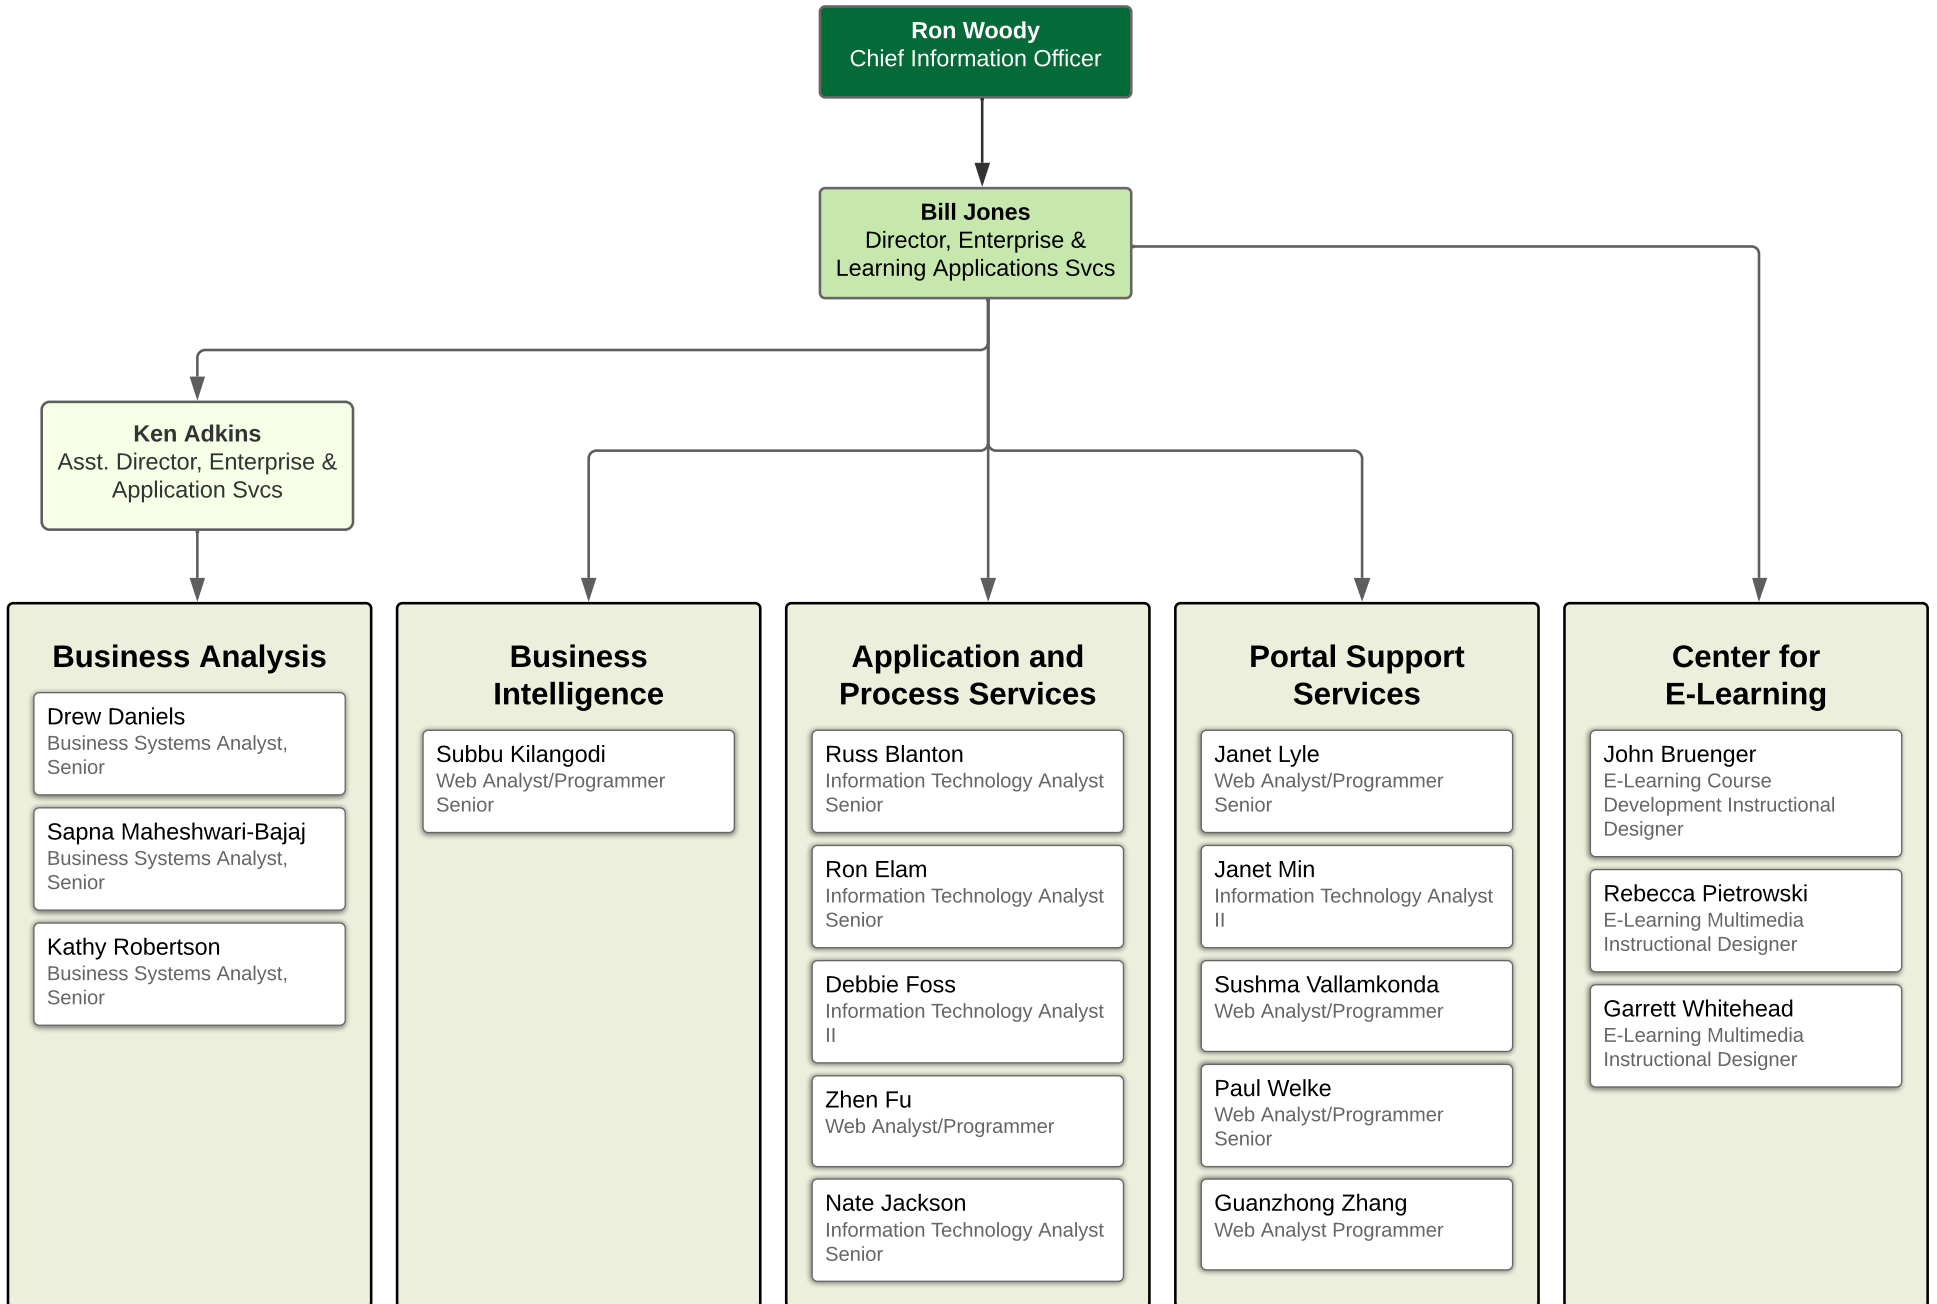 Ron Woody
Chief Information Officer
Bill Jones
Director, Enterprise &
Learning Applications Svcs
Ken Adkins
Asst. Director, Enterprise &
Application Svcs
Business Analysis
Drew Daniels
Business Systems Analyst,
Senior
Sapna Maheshwari-Bajaj
Business Systems Analyst,
Senior
Kathy Robertson
Business Systems Analyst,
Senior
Business
Intelligence
Subbu Kilangodi
Web Analyst/Programmer
Senior
Application and
Process Services
Russ Blanton
Information Technology Analyst
Senior
Ron Elam
Information Technology Analyst
Senior
Debbie Foss
Information Technology Analyst
II
Zhen Fu
Web Analyst/Programmer
Nate Jackson
Information Technology Analyst
Senior
Portal Support
Services
Janet Lyle
Web Analyst/Programmer
Senior
Janet Min
Information Technology Analyst
II
Sushma Vallamkonda
Web Analyst/Programmer
Paul Welke
Web Analyst/Programmer
Senior
Guanzhong Zhang
Web Analyst Programmer
Center for
E-Learning
John Bruenger
E-Learning Course
Development Instructional
Designer
Rebecca Pietrowski
E-Learning Multimedia
Instructional Designer
Garrett Whitehead
E-Learning Multimedia
Instructional Designer